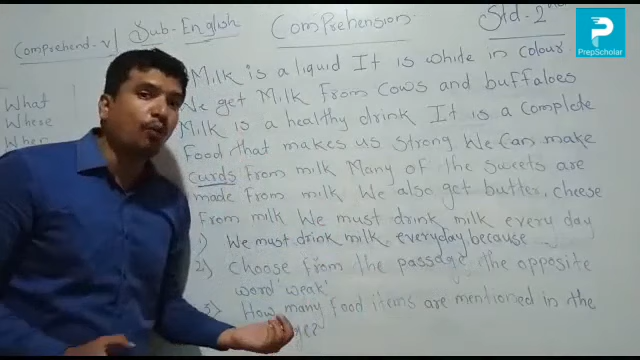 Comprehend - v Sub- English Comprehension Std- 2nd
P
PrepScholar
What
Where
When
Milk is a liquid It is white in colour
We get Milk From cows and buffaloes
Milk is a healthy drink It is a complete
Food that makes us strong We can make
curds from milk Many of the sweets are
made from milk We also get butter, cheese
From milk We must drink milk every day
1) We must drink milk, everyday, because
2) Choose from the passage the opposite
word 'weak'
3) How many food items are mentioned in the